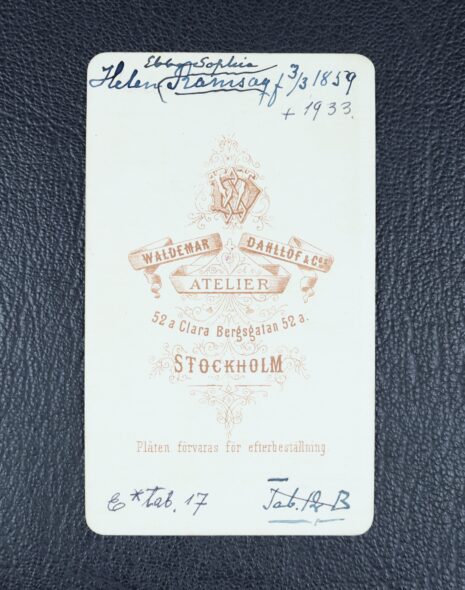 Ebba Sophia
Helen Ramsay f 3/3 1859
+ 1933.
WD
WALDEMAR DAHLLÖF & Co:s
ATELIER
52 a Clara Bergsgatan 52 a.
STOCKHOLM
Plåten förvaras för efterbeställning.
E* tab. 17
Tab. 12 B